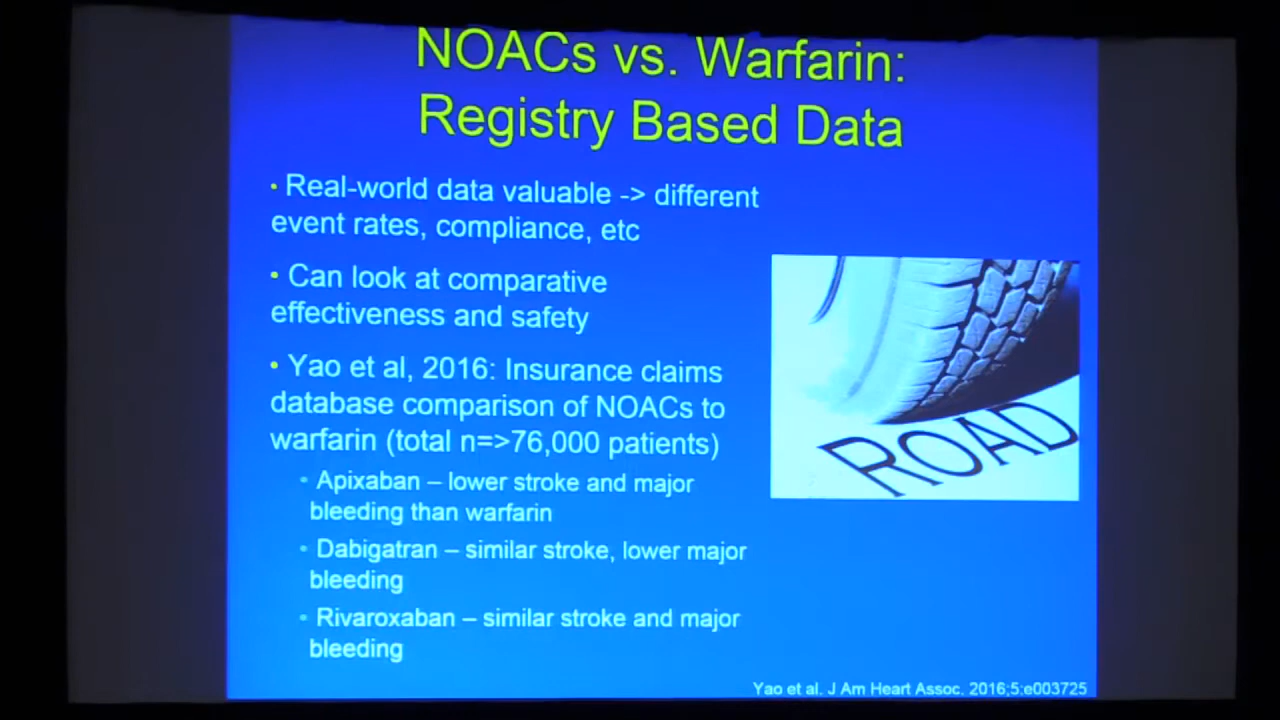 NOACs vs. Warfarin:
Registry Based Data
• Real-world data valuable -> different
event rates, compliance, etc
• Can look at comparative
effectiveness and safety
• Yao et al, 2016: Insurance claims
database comparison of NOACs to
warfarin (total n=>76,000 patients)
• Apixaban – lower stroke and major
bleeding than warfarin
• Dabigatran – similar stroke, lower major
bleeding
• Rivaroxaban – similar stroke and major
bleeding
ROAD
Yao et al. J Am Heart Assoc. 2016;5:e003725